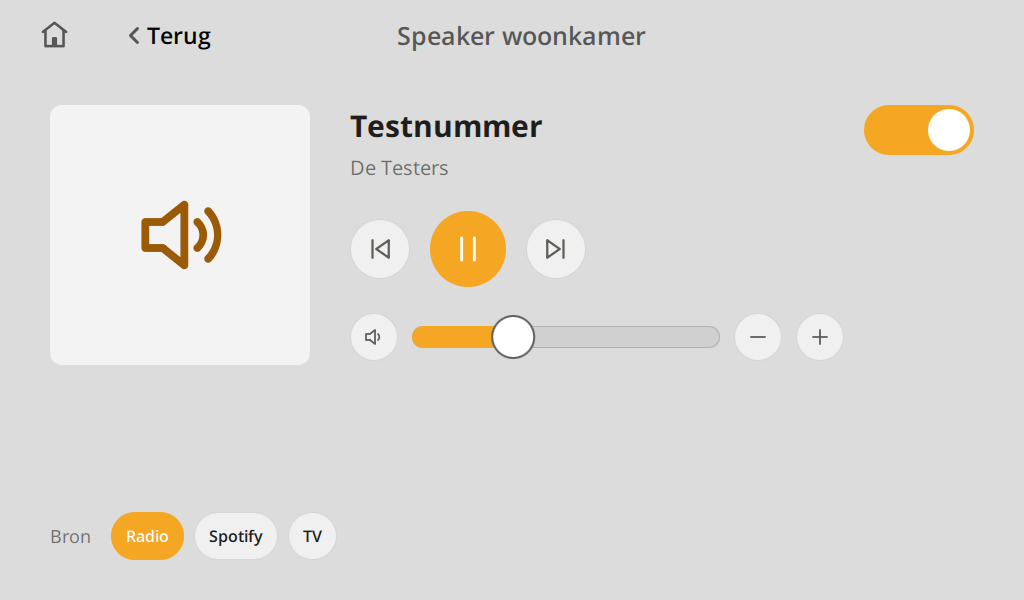 Terug
Speaker woonkamer
Testnummer
De Testers
Bron
Radio
Spotify
TV